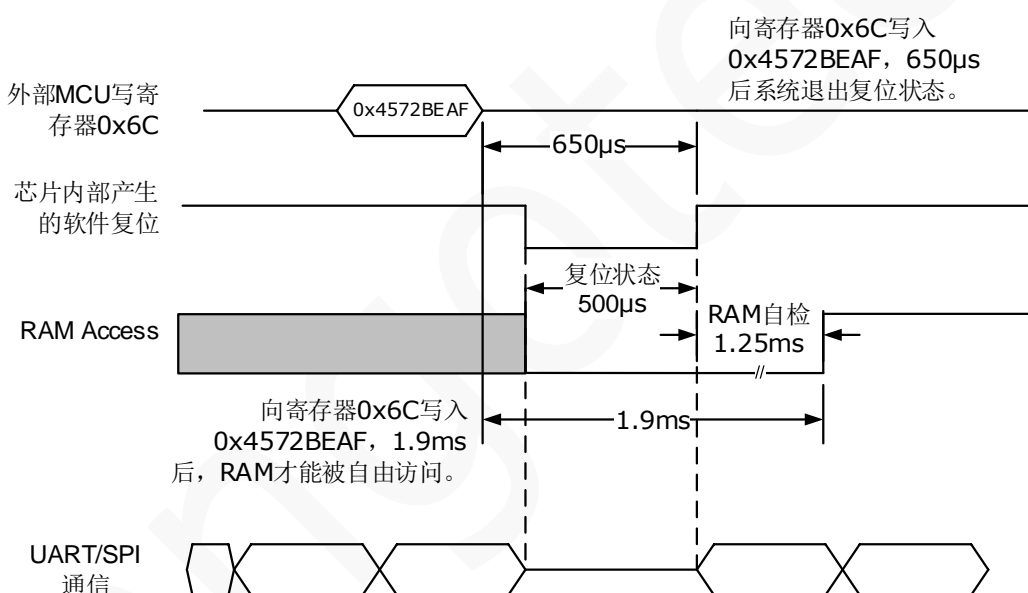 向寄存器0x6C写入
0x4572BEAF，650µs
后系统退出复位状态。
外部MCU写寄
存器0x6C
0x4572BEAF
650µs
芯片内部产生
的软件复位
复位状态
500µs
RAM Access
RAM自检
1.25ms
向寄存器0x6C写入
0x4572BEAF，1.9ms
后，RAM才能被自由访问。
1.9ms
UART/SPI
通信